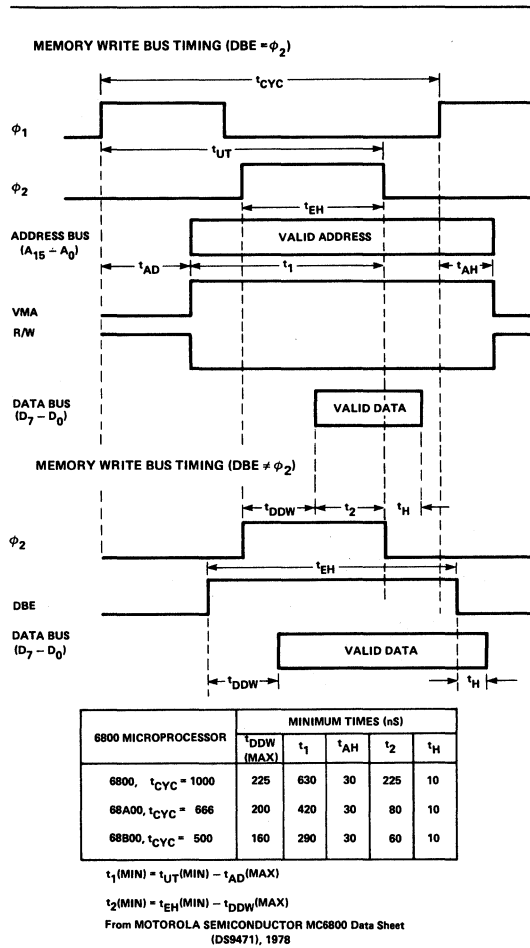 MEMORY WRITE BUS TIMING (DBE = ϕ2)
tCYC
ϕ1
tUT
ϕ2
tEH
ADDRESS BUS
(A15 ÷ A0)
VALID ADDRESS
tAD
t1
tAH
VMA
R/W
DATA BUS
(D7 – D0)
VALID DATA
MEMORY WRITE BUS TIMING (DBE ≠ ϕ2)
tDDW
t2
tH
ϕ2
tEH
DBE
DATA BUS
(D7 – D0)
VALID DATA
tDDW
tH
6800 MICROPROCESSOR
MINIMUM TIMES (nS)
tDDW (MAX) t1 tAH t2 tH
6800, tCYC = 1000 225 630 30 225 10
68A00, tCYC = 666 200 420 30 80 10
68B00, tCYC = 500 160 290 30 60 10
t1(MIN) = tUT(MIN) – tAD(MAX)
t2(MIN) = tEH(MIN) – tDDW(MAX)
From MOTOROLA SEMICONDUCTOR MC6800 Data Sheet
(DS9471), 1978